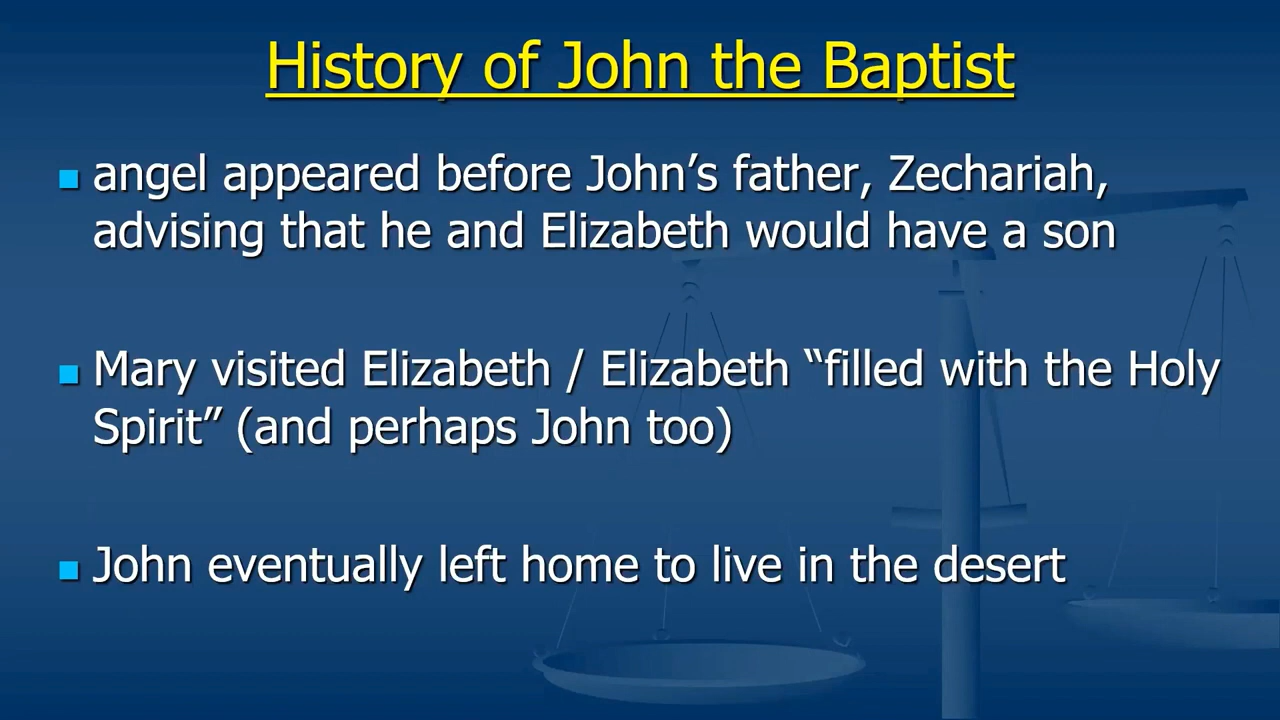 History of John the Baptist
▪ angel appeared before John’s father, Zechariah,
advising that he and Elizabeth would have a son
▪ Mary visited Elizabeth / Elizabeth “filled with the Holy
Spirit” (and perhaps John too)
▪ John eventually left home to live in the desert